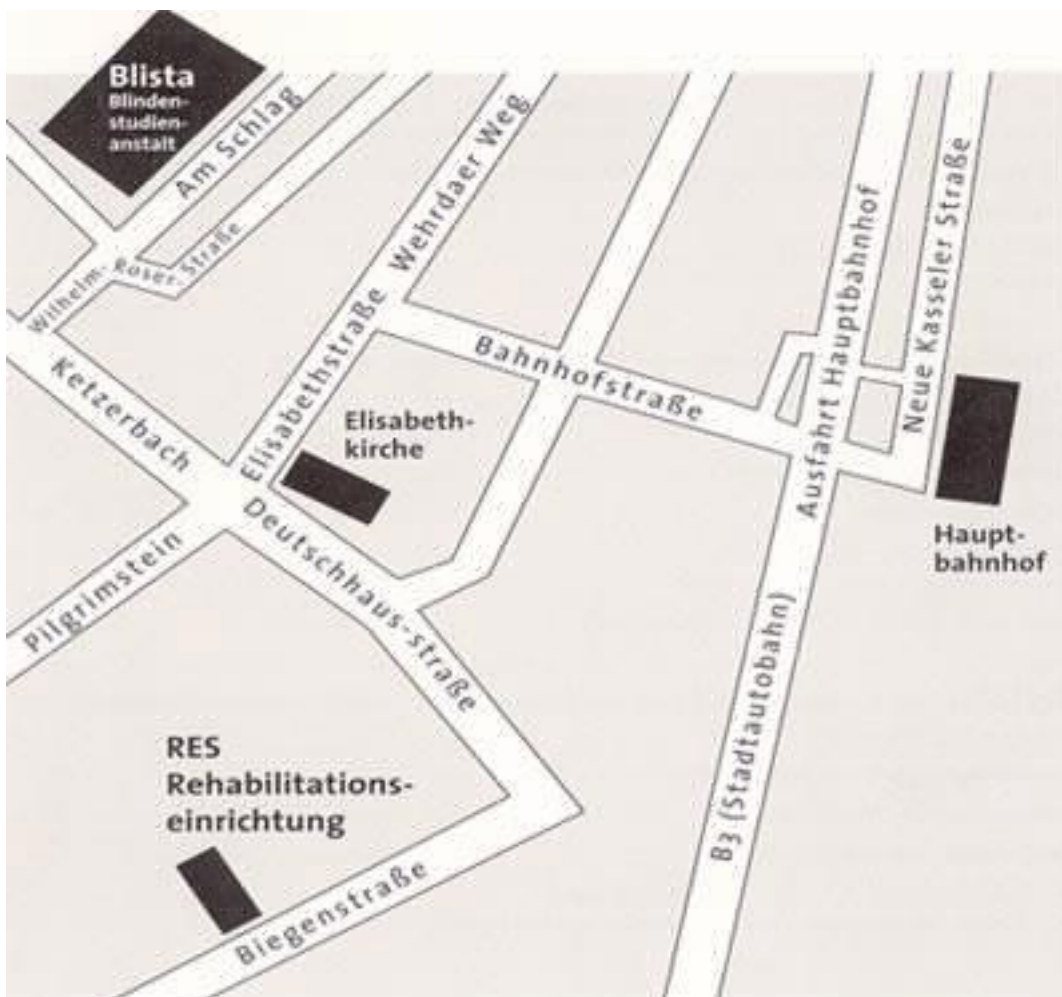 Blista
Blinden-
studien-
anstalt
Am Schlag
Wilhelm-Roser-Straße
Wehrdaer Weg
Elisabethstraße
Ketzerbach
Bahnhofstraße
Ausfahrt Hauptbahnhof
Neue Kasseler Straße
Elisabeth-
kirche
Haupt-
bahnhof
Deutschhaus-straße
Pilgrimstein
B3 (Stadtautobahn)
RES
Rehabilitations-
einrichtung
Biegenstraße